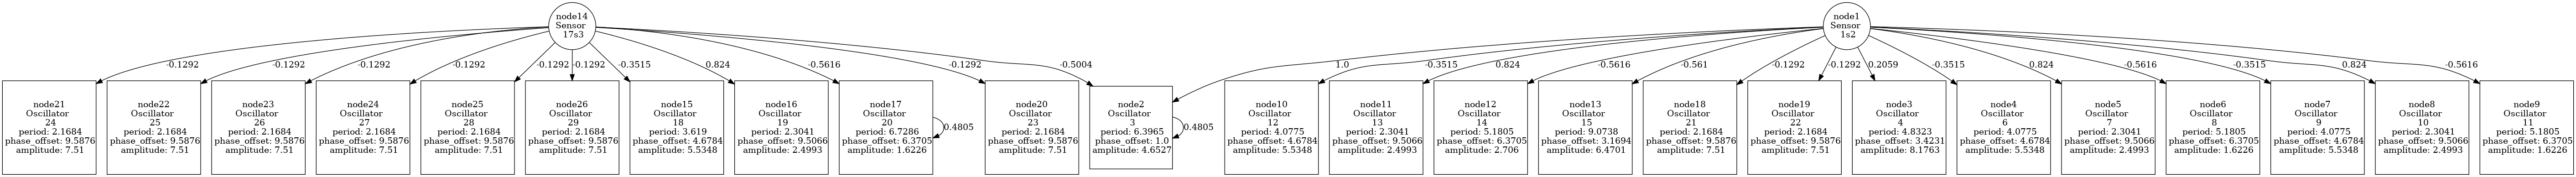 node14
Sensor
17s3
node1
Sensor
1s2
-0.1292
-0.1292
-0.1292
-0.1292
-0.1292
-0.1292
-0.3515
0.824
-0.5616
-0.1292
-0.5004
1.0
-0.3515
0.824
-0.5616
-0.561
-0.1292
-0.1292
0.2059
-0.3515
0.824
-0.5616
-0.3515
0.824
-0.5616
node21
Oscillator
24
period: 2.1684
phase_offset: 9.5876
amplitude: 7.51
node22
Oscillator
25
period: 2.1684
phase_offset: 9.5876
amplitude: 7.51
node23
Oscillator
26
period: 2.1684
phase_offset: 9.5876
amplitude: 7.51
node24
Oscillator
27
period: 2.1684
phase_offset: 9.5876
amplitude: 7.51
node25
Oscillator
28
period: 2.1684
phase_offset: 9.5876
amplitude: 7.51
node26
Oscillator
29
period: 2.1684
phase_offset: 9.5876
amplitude: 7.51
node15
Oscillator
18
period: 3.619
phase_offset: 4.6784
amplitude: 5.5348
node16
Oscillator
19
period: 2.3041
phase_offset: 9.5066
amplitude: 2.4993
node17
Oscillator
20
period: 6.7286
phase_offset: 6.3705
amplitude: 1.6226
0.4805
node20
Oscillator
23
period: 2.1684
phase_offset: 9.5876
amplitude: 7.51
node2
Oscillator
3
period: 6.3965
phase_offset: 1.0
amplitude: 4.6527
0.4805
node10
Oscillator
12
period: 4.0775
phase_offset: 4.6784
amplitude: 5.5348
node11
Oscillator
13
period: 2.3041
phase_offset: 9.5066
amplitude: 2.4993
node12
Oscillator
14
period: 5.1805
phase_offset: 6.3705
amplitude: 2.706
node13
Oscillator
15
period: 9.0738
phase_offset: 3.1694
amplitude: 6.4701
node18
Oscillator
21
period: 2.1684
phase_offset: 9.5876
amplitude: 7.51
node19
Oscillator
22
period: 2.1684
phase_offset: 9.5876
amplitude: 7.51
node3
Oscillator
4
period: 4.8323
phase_offset: 3.4231
amplitude: 8.1763
node4
Oscillator
6
period: 4.0775
phase_offset: 4.6784
amplitude: 5.5348
node5
Oscillator
7
period: 2.3041
phase_offset: 9.5066
amplitude: 2.4993
node6
Oscillator
8
period: 5.1805
phase_offset: 6.3705
amplitude: 1.6226
node7
Oscillator
9
period: 4.0775
phase_offset: 4.6784
amplitude: 5.5348
node8
Oscillator
10
period: 2.3041
phase_offset: 9.5066
amplitude: 2.4993
node9
Oscillator
11
period: 5.1805
phase_offset: 6.3705
amplitude: 1.6226